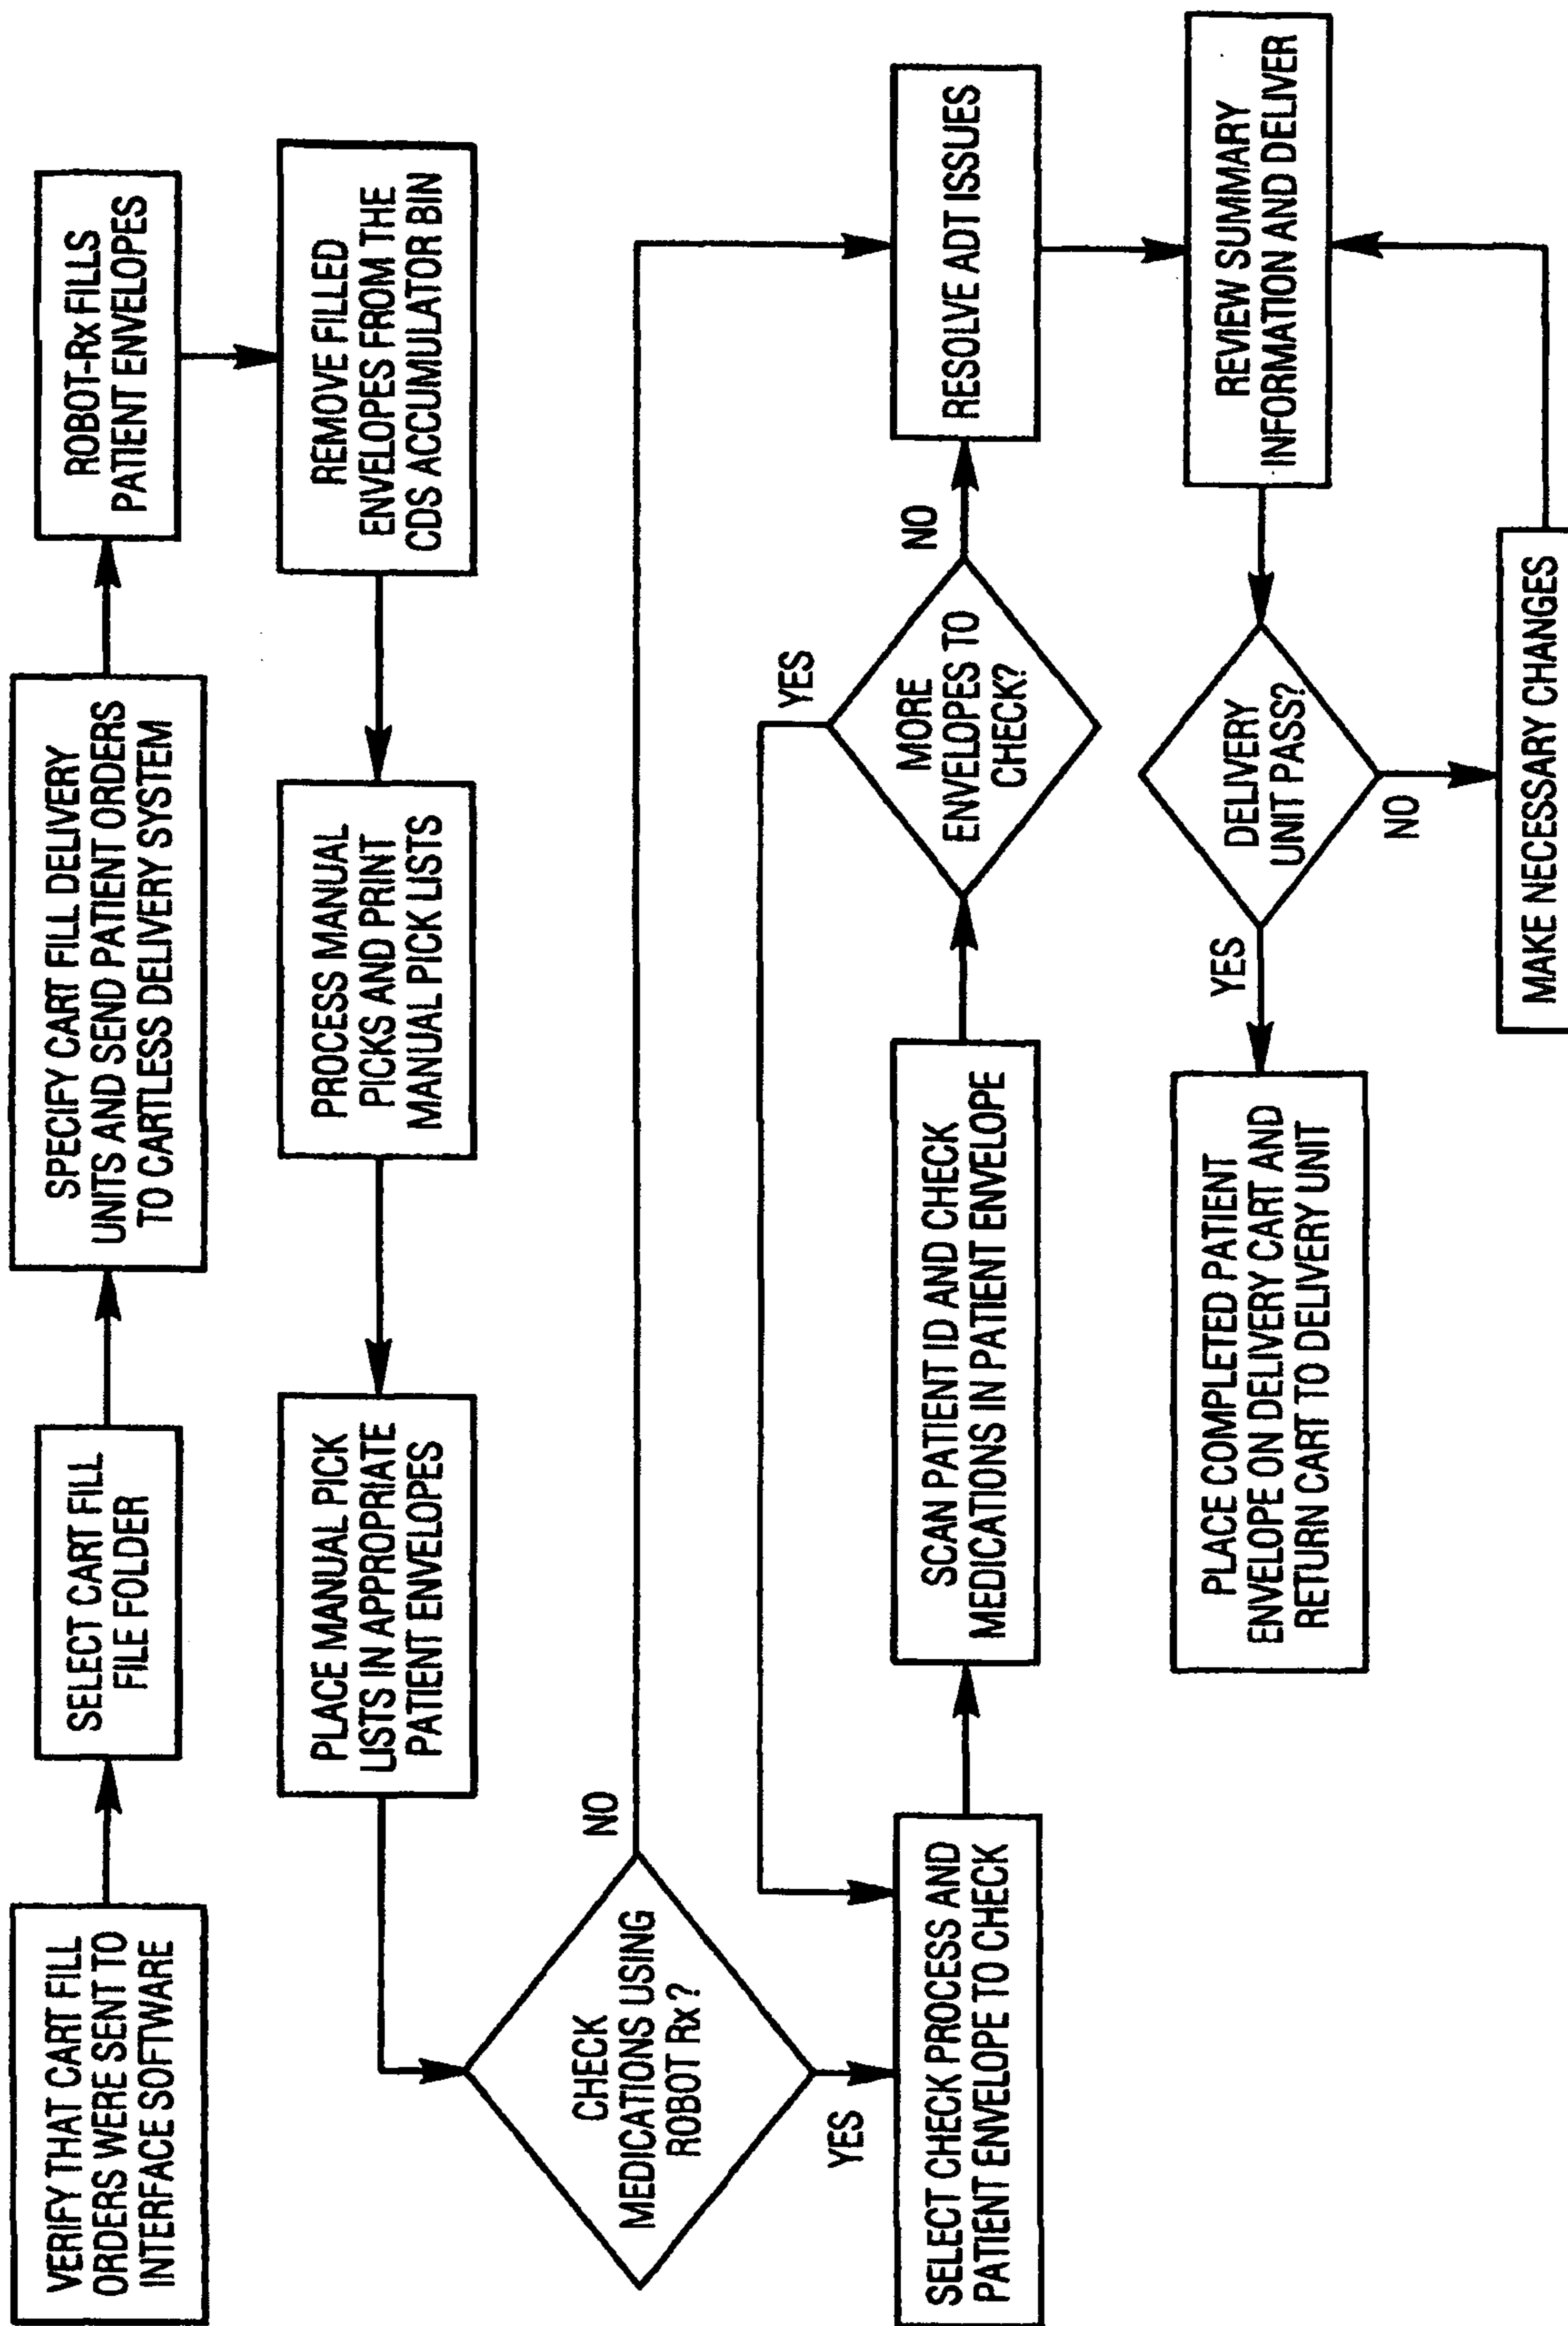 VERIFY THAT CART FILL
ORDERS WERE SENT TO
INTERFACE SOFTWARE
SELECT CART FILL
FILE FOLDER
SPECIFY CART FILL DELIVERY
UNITS AND SEND PATIENT ORDERS
TO CARTLESS DELIVERY SYSTEM
ROBOT-Rx FILLS
PATIENT ENVELOPES
REMOVE FILLED
ENVELOPES FROM THE
CDS ACCUMULATOR BIN
PROCESS MANUAL
PICKS AND PRINT
MANUAL PICK LISTS
PLACE MANUAL PICK
LISTS IN APPROPRIATE
PATIENT ENVELOPES
CHECK
MEDICATIONS USING
ROBOT Rx?
NO
YES
SELECT CHECK PROCESS AND
PATIENT ENVELOPE TO CHECK
SCAN PATIENT ID AND CHECK
MEDICATIONS IN PATIENT ENVELOPE
MORE
ENVELOPES TO
CHECK?
YES
NO
RESOLVE ADT ISSUES
REVIEW SUMMARY
INFORMATION AND DELIVER
DELIVERY
UNIT PASS?
YES
NO
PLACE COMPLETED PATIENT
ENVELOPE ON DELIVERY CART AND
RETURN CART TO DELIVERY UNIT
MAKE NECESSARY CHANGES